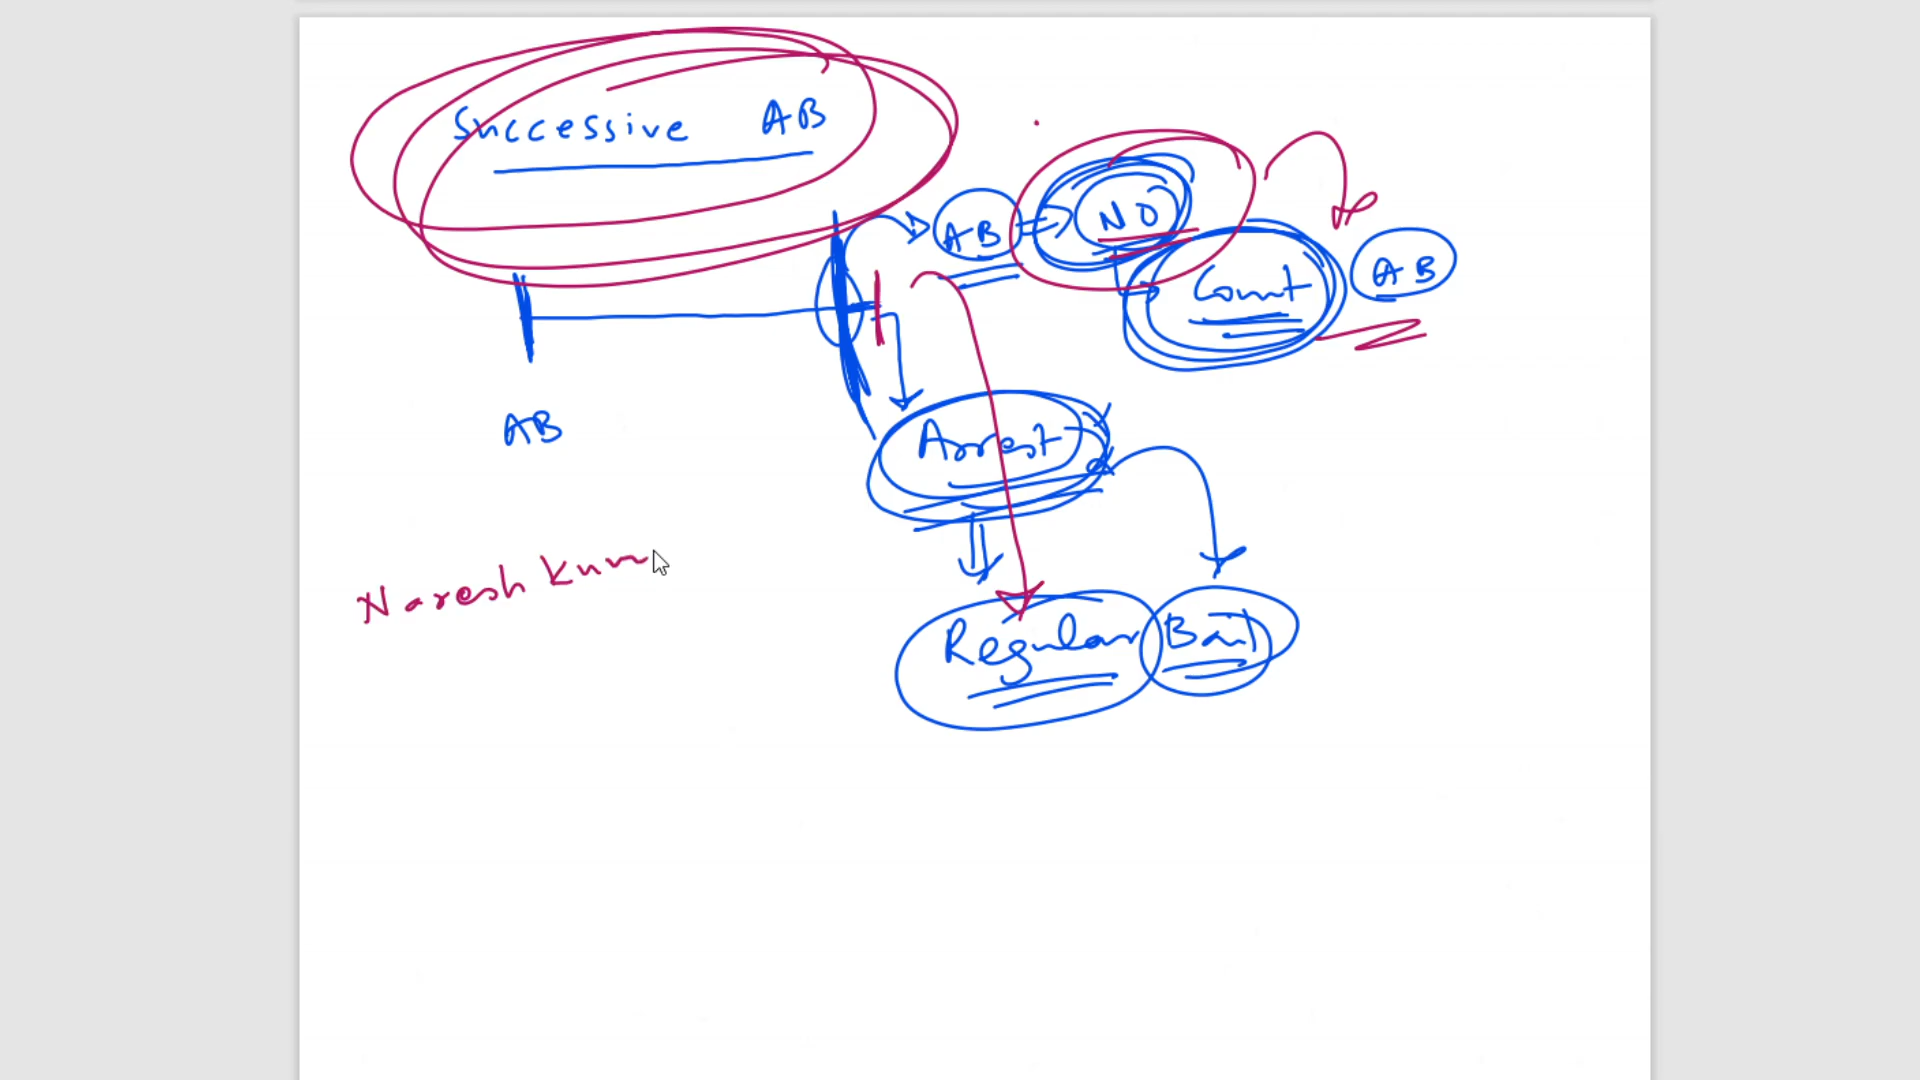 Successive AB
AB NO
Court AB
AB Arrest
Naresh Kum
Regular Bail